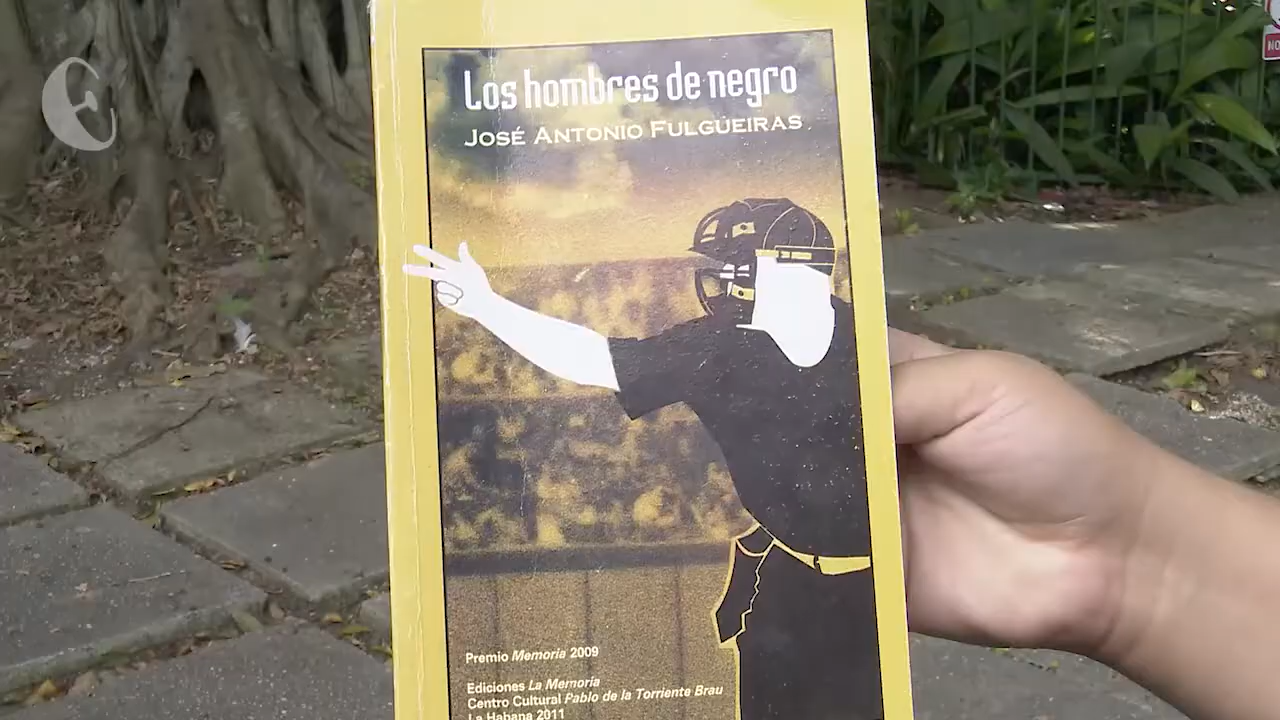 Los hombres de negro
JOSÉ ANTONIO FULGUEIRAS
Premio Memoria 2009
Ediciones La Memoria
Centro Cultural Pablo de la Torriente Brau
La Habana 2011
E
NO